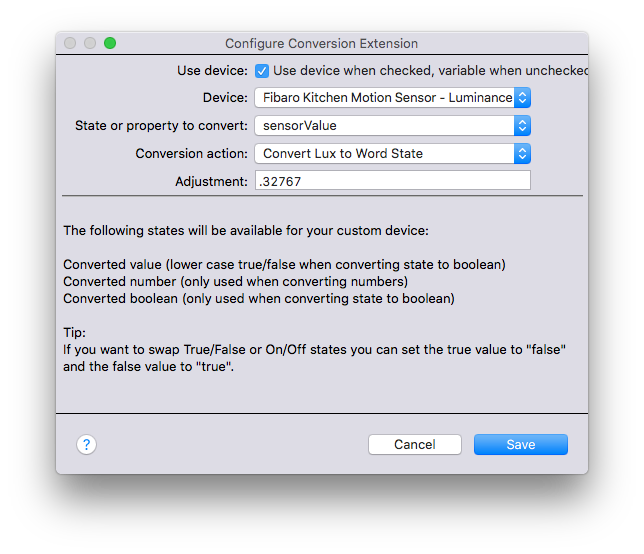 Configure Conversion Extension
Use device: Use device when checked, variable when unchecked
Device: Fibaro Kitchen Motion Sensor - Luminance
State or property to convert: sensorValue
Conversion action: Convert Lux to Word State
Adjustment: .32767
The following states will be available for your custom device:
Converted value (lower case true/false when converting state to boolean)
Converted number (only used when converting numbers)
Converted boolean (only used when converting state to boolean)
Tip:
If you want to swap True/False or On/Off states you can set the true value to "false"
and the false value to "true".
? Cancel Save